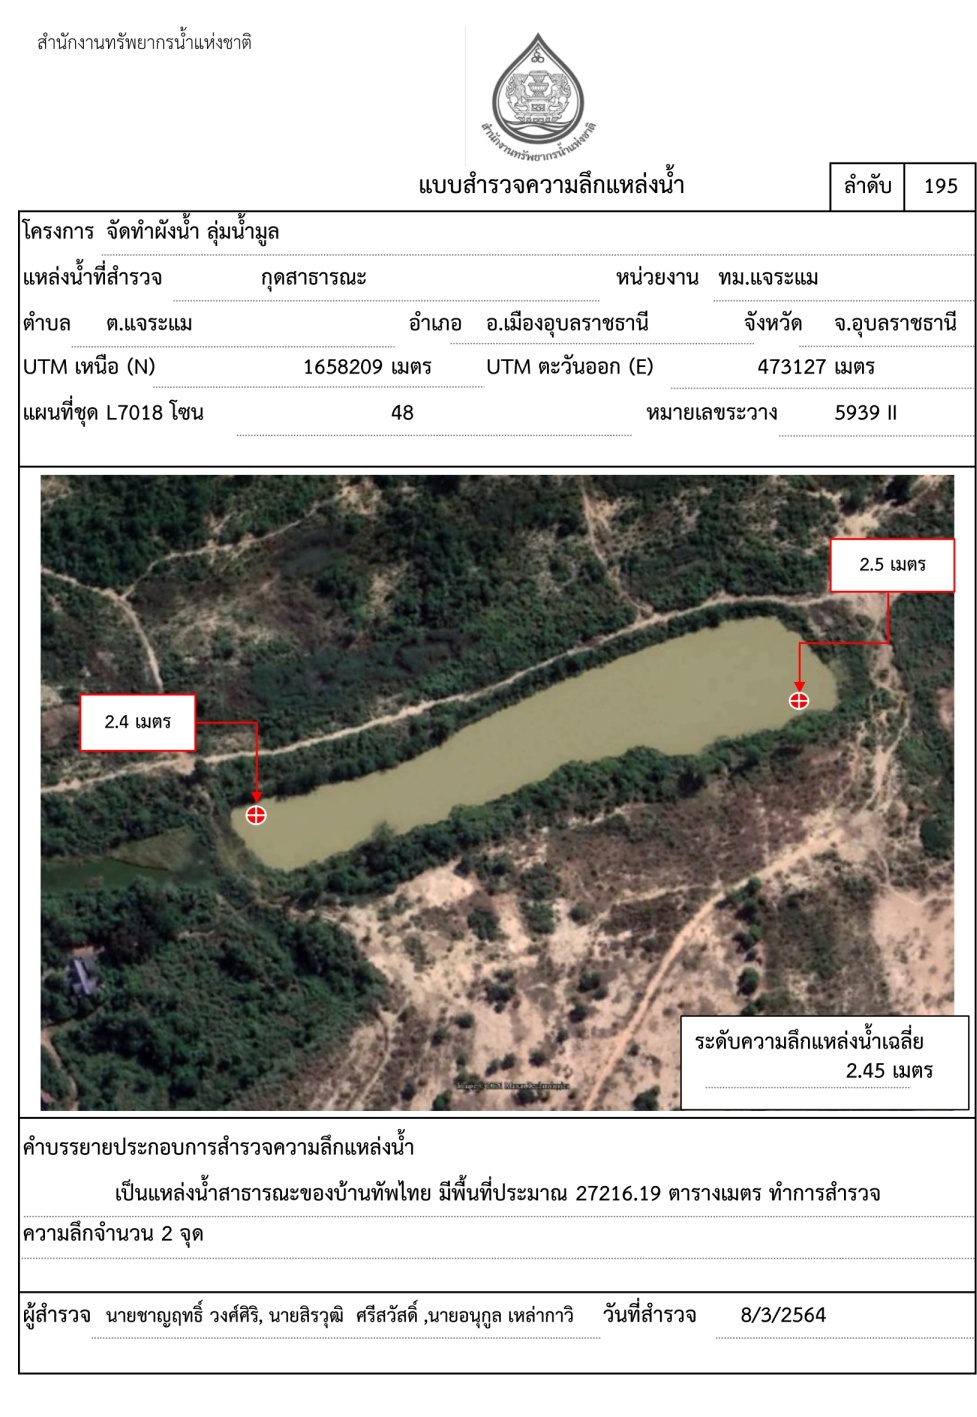 สำนักงานทรัพยากรน้ำแห่งชาติ
สำนักงานทรัพยากรน้ำแห่งชาติ
แบบสำรวจความลึกแหล่งน้ำ ลำดับ 195
โครงการ จัดทำผังน้ำ ลุ่มน้ำมูล
แหล่งน้ำที่สำรวจ กุดสาธารณะ หน่วยงาน ทม.แจระแม
ตำบล ต.แจระแม อำเภอ อ.เมืองอุบลราชธานี จังหวัด จ.อุบลราชธานี
UTM เหนือ (N) 1658209 เมตร UTM ตะวันออก (E) 473127 เมตร
แผนที่ชุด L7018 โซน 48 หมายเลขระวาง 5939 II
2.5 เมตร
2.4 เมตร
ระดับความลึกแหล่งน้ำเฉลี่ย
2.45 เมตร
คำบรรยายประกอบการสำรวจความลึกแหล่งน้ำ
เป็นแหล่งน้ำสาธารณะของบ้านทัพไทย มีพื้นที่ประมาณ 27216.19 ตารางเมตร ทำการสำรวจ
ความลึกจำนวน 2 จุด
ผู้สำรวจ นายชาญฤทธิ์ วงศ์ศิริ, นายสิรวุฒิ ศรีสวัสดิ์ ,นายอนุกูล เหล่ากาวิ วันที่สำรวจ 8/3/2564